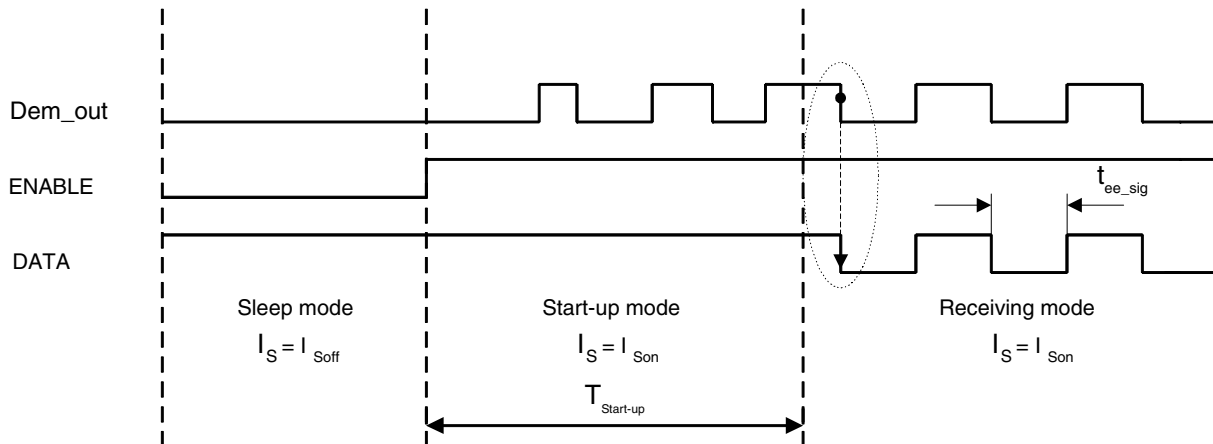 Dem_out
ENABLE
t ee_sig
DATA
Sleep mode
Start-up mode
Receiving mode
I S = I Soff
I S = I Son
I S = I Son
T Start-up